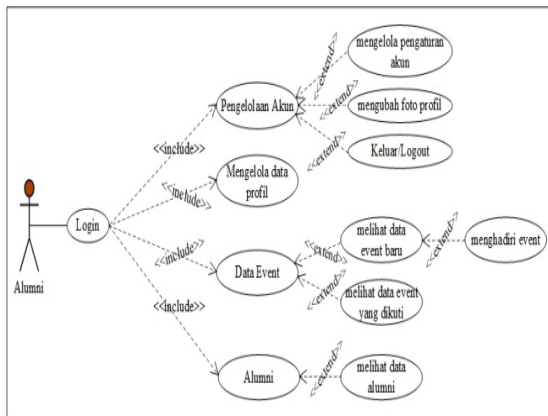 <<extend>>
mengelola pengaturan
akun
Pengelolaan Akun
<<extend>>
mengubah foto profil
<<extend>>
Keluar/Logout
<<include>>
Mengelola data
profil
<<include>>
Login
Alumni
<<include>>
Data Event
<<extend>>
melihat data
event baru
<<extend>>
menghadiri event
<<extend>>
melihat data event
yang dikuti
<<include>>
Alumni
<<extend>>
melihat data
alumni